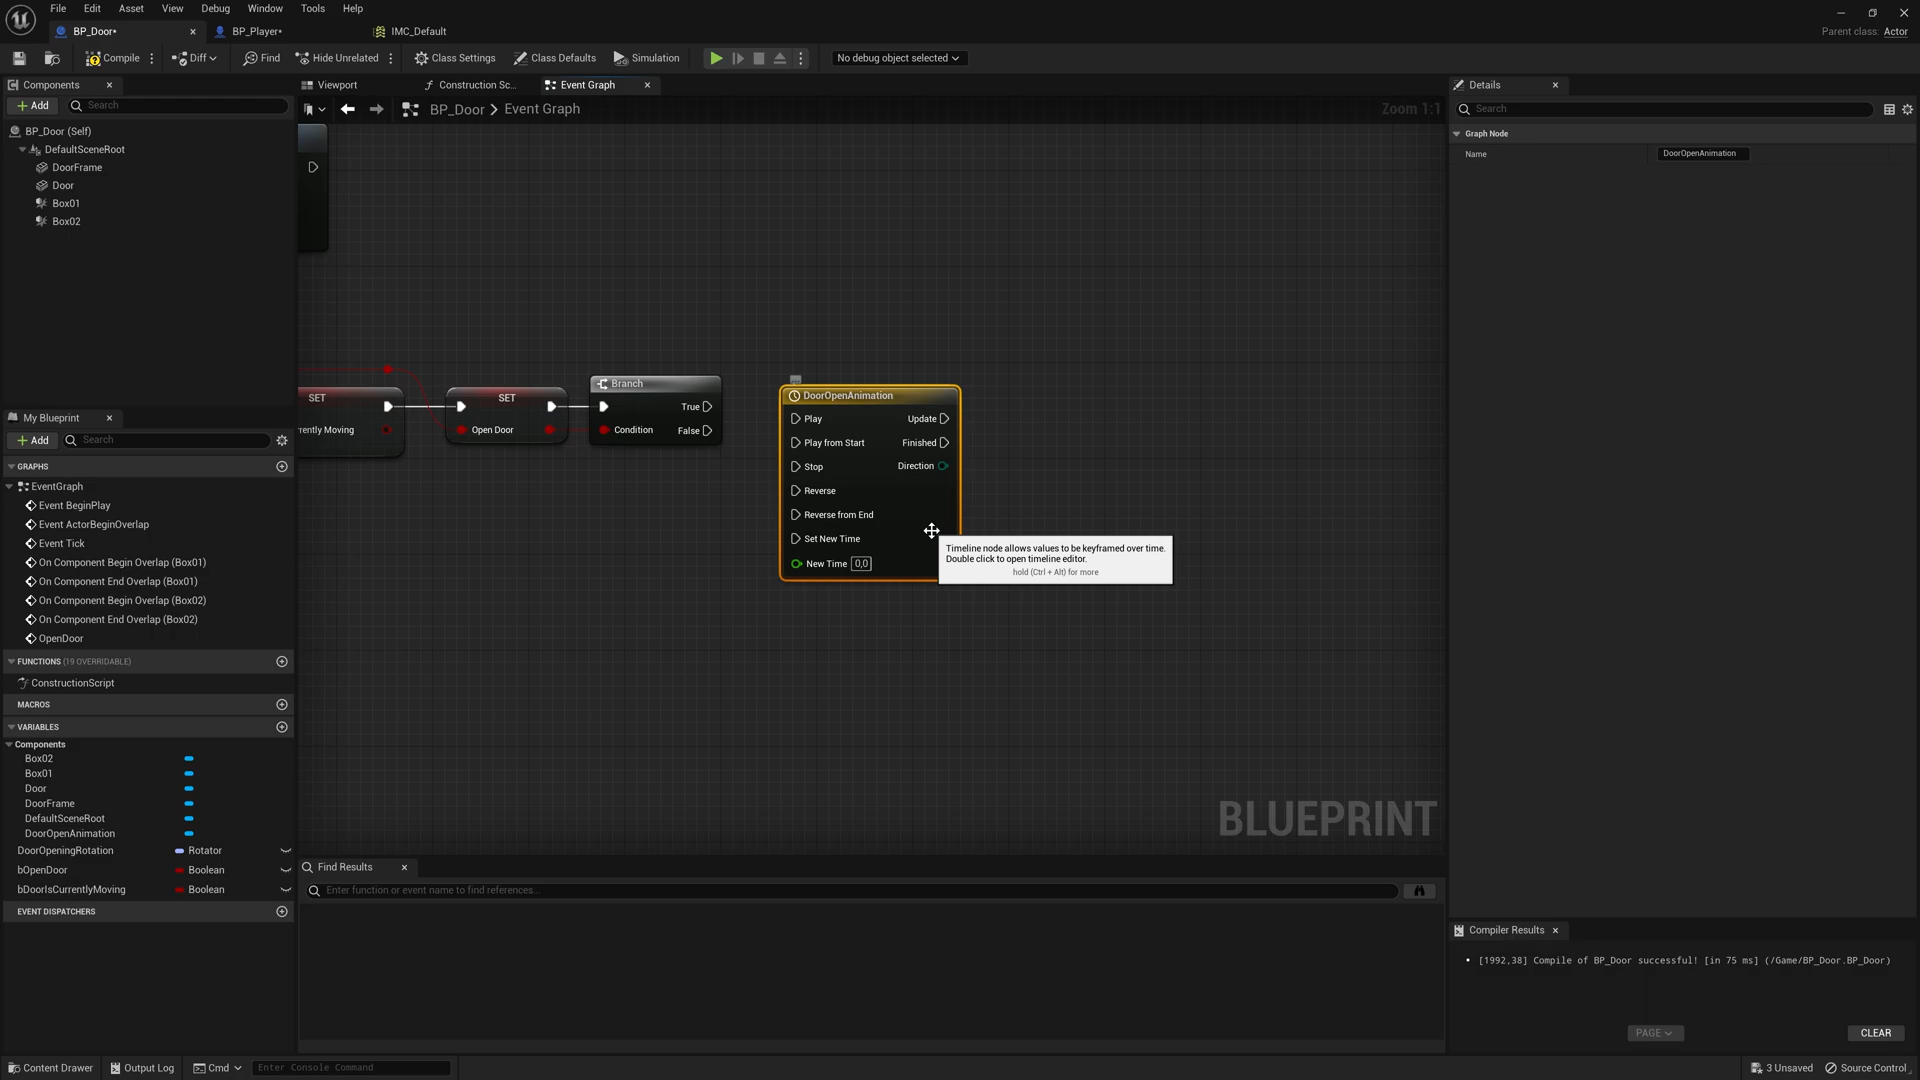 File Edit Asset View Debug Window Tools Help
BP_Door* BP_Player* IMC_Default
Parent class: Actor
Compile Diff Find Hide Unrelated Class Settings Class Defaults Simulation No debug object selected
Components
Add Search
BP_Door (Self)
DefaultSceneRoot
DoorFrame
Door
Box01
Box02
My Blueprint
Add Search
GRAPHS
EventGraph
Event BeginPlay
Event ActorBeginOverlap
Event Tick
On Component Begin Overlap (Box01)
On Component End Overlap (Box01)
On Component Begin Overlap (Box02)
On Component End Overlap (Box02)
OpenDoor
FUNCTIONS (19 OVERRIDABLE)
ConstructionScript
MACROS
VARIABLES
Components
Box02
Box01
Door
DoorFrame
DefaultSceneRoot
DoorOpenAnimation
DoorOpeningRotation Rotator
bOpenDoor Boolean
bDoorIsCurrentlyMoving Boolean
EVENT DISPATCHERS
Viewport Construction Sc... Event Graph
BP_Door > Event Graph
Zoom 1:1
SET
rently Moving
SET
Open Door
Branch
True
Condition False
DoorOpenAnimation
Play Update
Play from Start Finished
Stop Direction
Reverse
Reverse from End
Set New Time
New Time 0,0
Timeline node allows values to be keyframed over time.
Double click to open timeline editor.
hold (Ctrl + Alt) for more
BLUEPRINT
Find Results
Enter function or event name to find references...
Details
Search
Graph Node
Name DoorOpenAnimation
Compiler Results
[1992,38] Compile of BP_Door successful! [in 75 ms] (/Game/BP_Door.BP_Door)
PAGE CLEAR
Content Drawer Output Log Cmd Enter Console Command 3 Unsaved Source Control